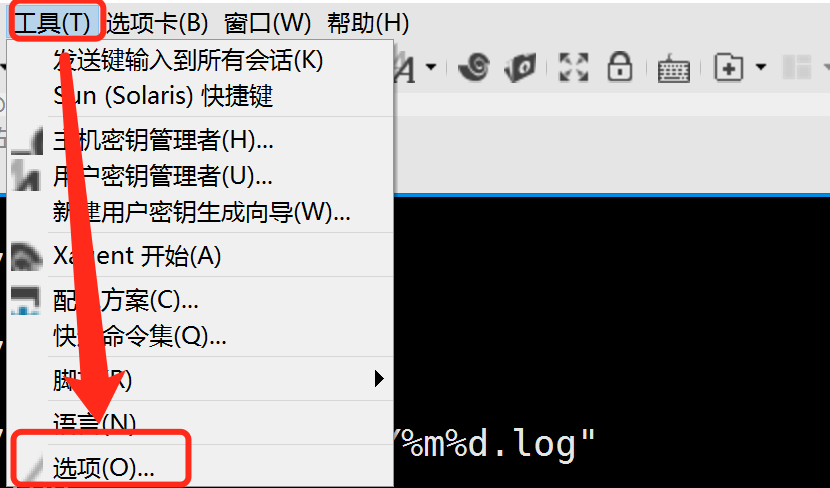 工具(T) 选项卡(B) 窗口(W) 帮助(H)
发送键输入到所有会话(K)
Sun (Solaris) 快捷键
主机密钥管理者(H)...
用户密钥管理者(U)...
新建用户密钥生成向导(W)...
Xagent 开始(A)
配色方案(C)...
快速命令集(Q)...
脚本(R)
语言(N)
/%m%d.log"
选项(O)...